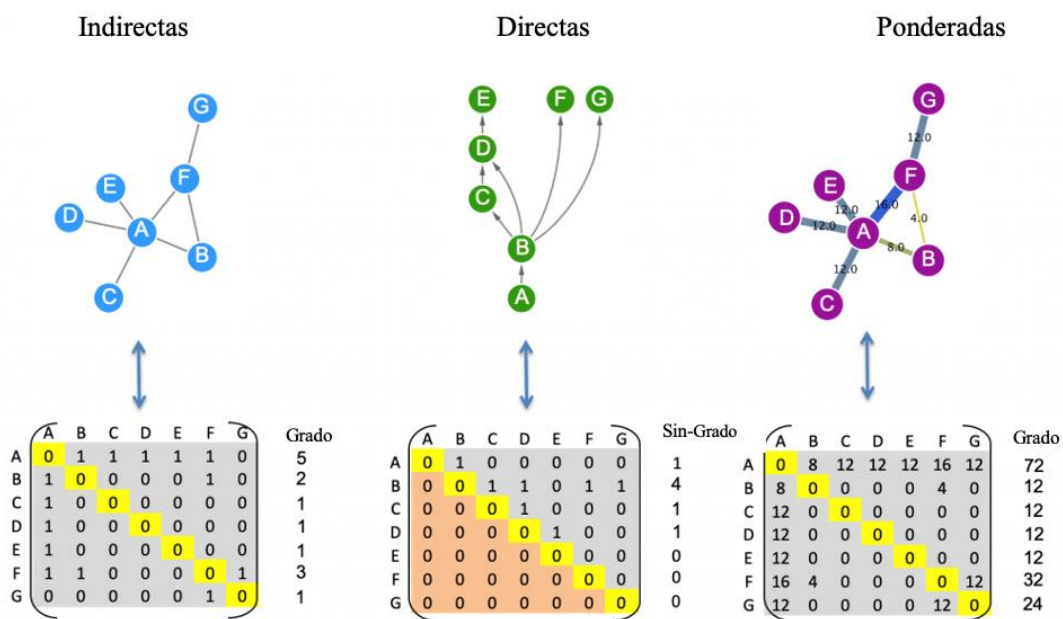 Indirectas
Directas
Ponderadas
G
F
E
D
A
B
C
E
F
G
D
C
B
A
G
12.0
F
E
16.0
12.0
4.0
D
12.0
A
8.0
B
12.0
C
A B C D E F G Grado
A 0 1 1 1 1 1 0 5
B 1 0 0 0 0 1 0 2
C 1 0 0 0 0 0 0 1
D 1 0 0 0 0 0 0 1
E 1 0 0 0 0 0 0 1
F 1 1 0 0 0 0 1 3
G 0 0 0 0 0 1 0 1
A B C D E F G Sin-Grado
A 0 1 0 0 0 0 0 1
B 0 0 1 1 0 1 1 4
C 0 0 0 1 0 0 0 1
D 0 0 0 0 1 0 0 1
E 0 0 0 0 0 0 0 0
F 0 0 0 0 0 0 0 0
G 0 0 0 0 0 0 0 0
A B C D E F G Grado
A 0 8 12 12 12 16 12 72
B 8 0 0 0 0 4 0 12
C 12 0 0 0 0 0 0 12
D 12 0 0 0 0 0 0 12
E 12 0 0 0 0 0 0 12
F 16 4 0 0 0 0 12 32
G 12 0 0 0 0 12 0 24